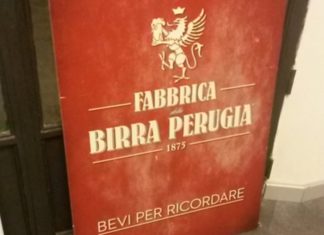 FABBRICA
della
BIRRA PERUGIA
1875
BEVI PER RICORDARE